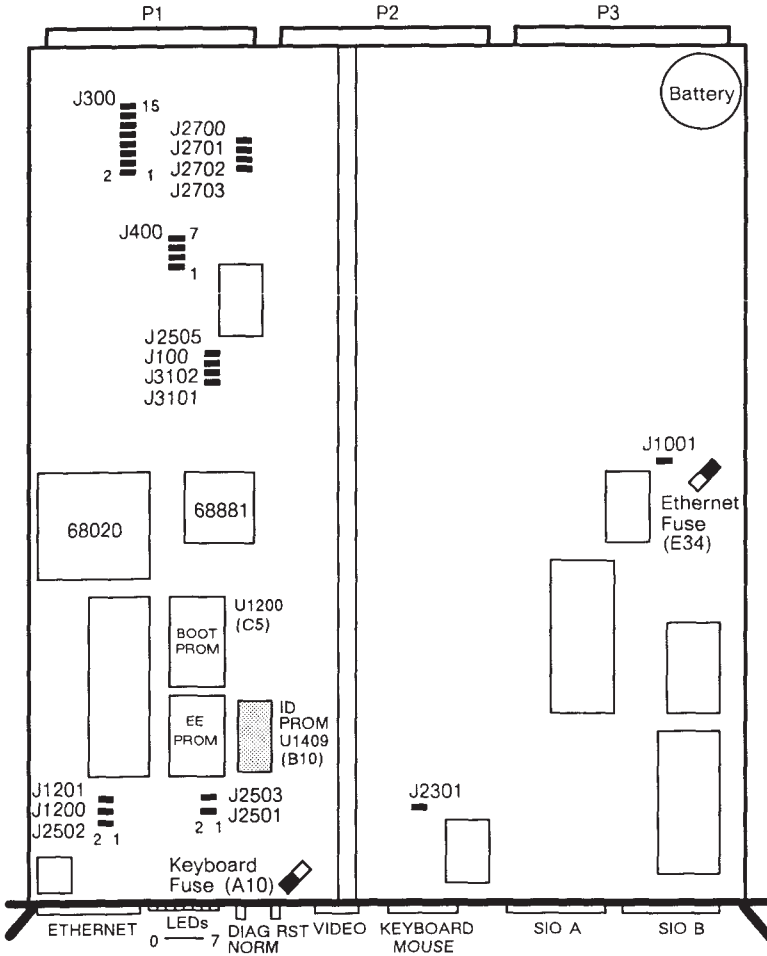 P1 P2 P3
Battery
J300 15
2 1
J2700
J2701
J2702
J2703
J400 7
1
J2505
J100
J3102
J3101
J1001
Ethernet
Fuse
(E34)
68020
68881
BOOT
PROM
U1200
(C5)
EE
PROM
ID
PROM
U1409
(B10)
J1201
J1200
J2502
2 1
J2503
J2501
2 1
J2301
Keyboard
Fuse (A10)
ETHERNET
LEDs
0 7
DIAG
NORM
RST
VIDEO
KEYBOARD
MOUSE
SIO A
SIO B